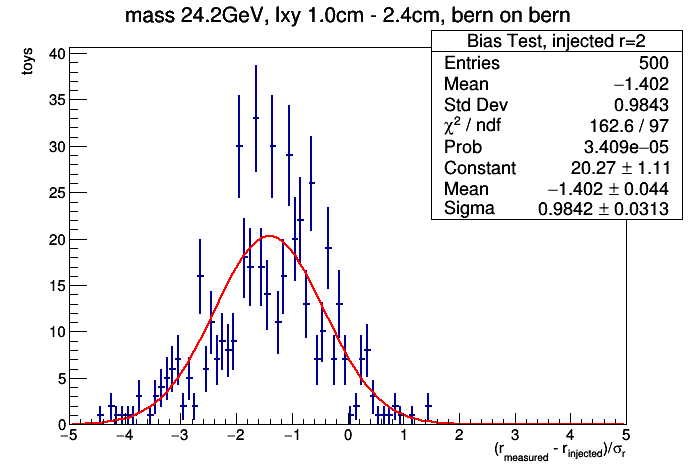 mass 24.2GeV, lxy 1.0cm - 2.4cm, bern on bern
Bias Test, injected r=2
Entries 500
Mean −1.402
Std Dev 0.9843
χ² / ndf 162.6 / 97
Prob 3.409e−05
Constant 20.27 ± 1.11
Mean −1.402 ± 0.044
Sigma 0.9842 ± 0.0313
toys
40
35
30
25
20
15
10
5
0
−5 −4 −3 −2 −1 0 1 2 3 4 5
(r_measured - r_injected)/σ_r